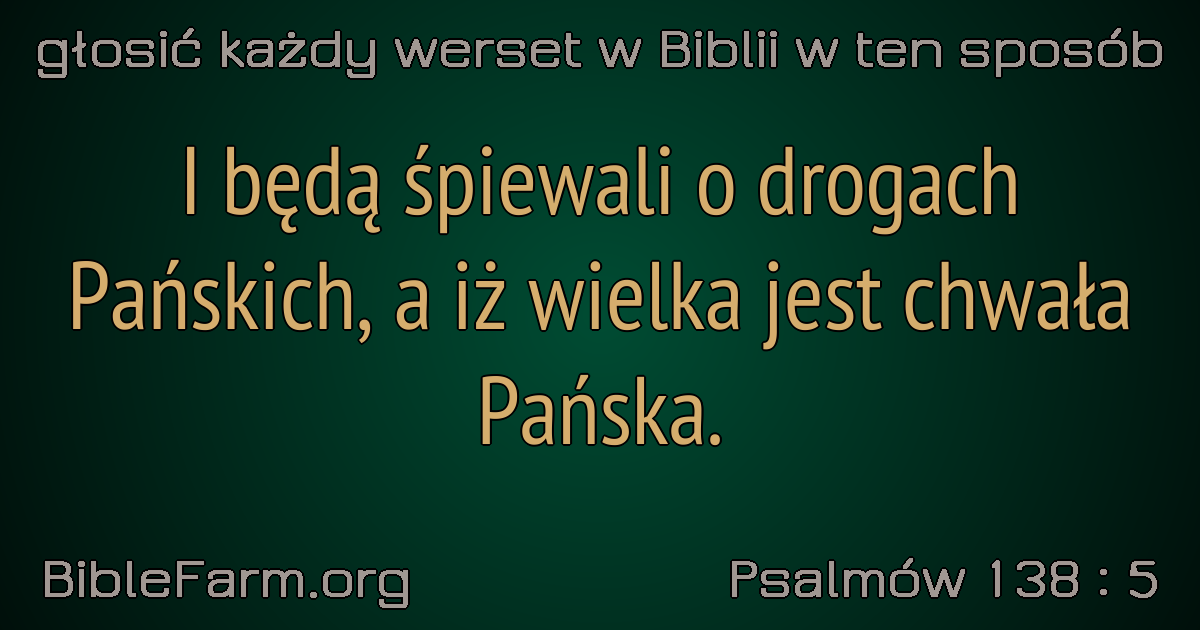 głosić każdy werset w Biblii w ten sposób
I będą śpiewali o drogach
Pańskich, a iż wielka jest chwała
Pańska.
BibleFarm.org
Psalmów 138 : 5